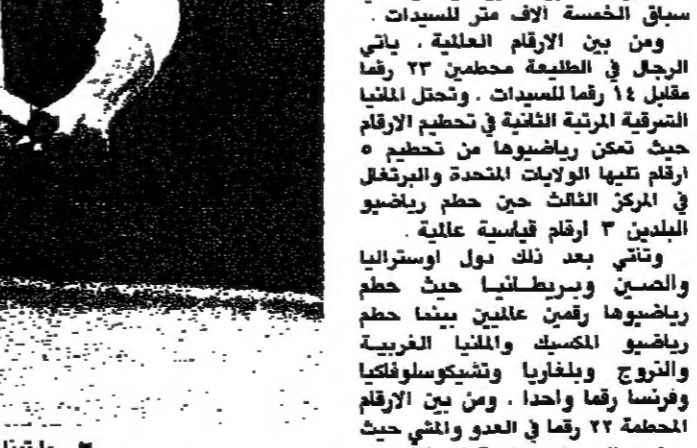 سباق الخمسة آلاف متر للسيدات .
ومن بين الارقام العالمية ، ياتي
الرجال في الطليعة محطمين ٢٣ رقما
مقابل ١٤ رقما للسيدات . وتحتل المانيا
الشرقية المرتبة الثانية في تحطيم الارقام
حيث تمكن رياضيوها من تحطيم ٥
ارقام تليها الولايات المتحدة والبرتغال
في المركز الثالث حين حطم رياضيو
البلدين ٣ أرقام قياسية عالمية .
وتاتي بعد ذلك دول اوستراليا
والصين وبريطانيا حيث حطم
رياضيوها رقمين عالميين بينما حطم
رياضيو المكسيك والمانيا الغربية
والنروج وبلغاريا وتشيكوسلوفاكيا
وفرنسا رقما واحدا . ومن بين الارقام
المحطمة ٢٢ رقما في العدو والمشي حيث